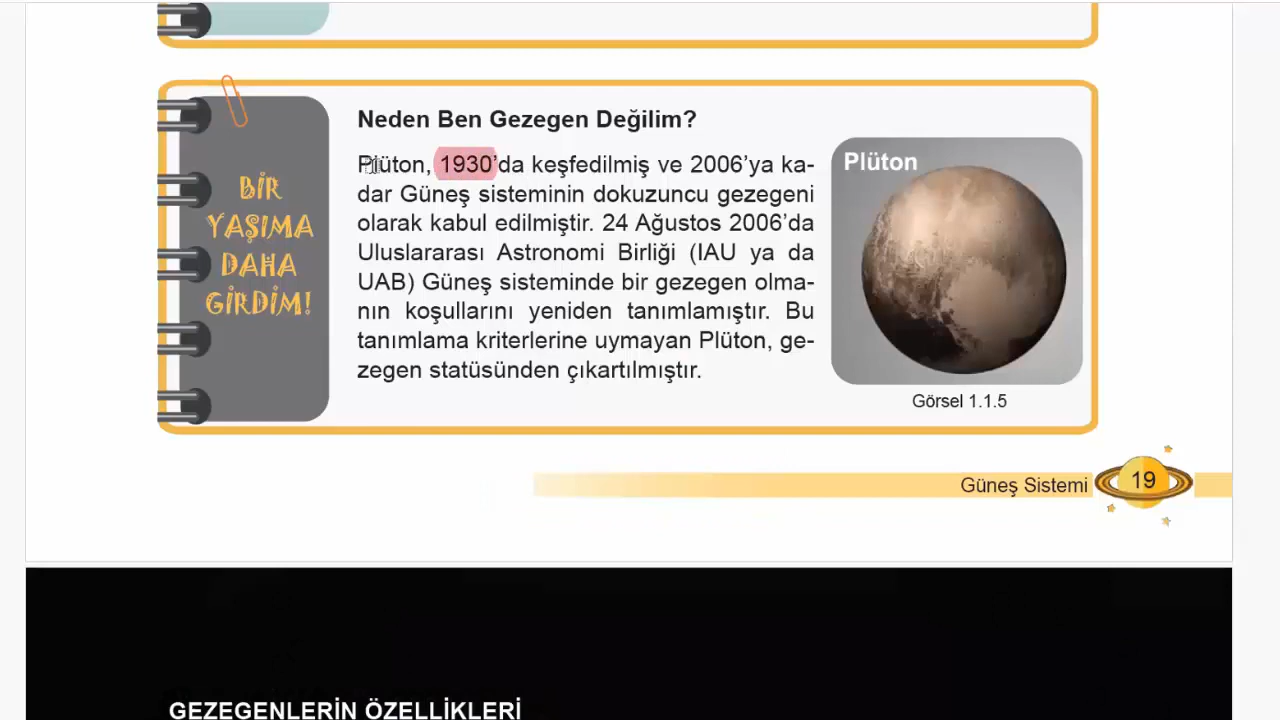 BİR
YAŞIMA
DAHA
GİRDİM!
Neden Ben Gezegen Değilim?
Plüton, 1930’da keşfedilmiş ve 2006’ya ka-
dar Güneş sisteminin dokuzuncu gezegeni
olarak kabul edilmiştir. 24 Ağustos 2006’da
Uluslararası Astronomi Birliği (IAU ya da
UAB) Güneş sisteminde bir gezegen olma-
nın koşullarını yeniden tanımlamıştır. Bu
tanımlama kriterlerine uymayan Plüton, ge-
zegen statüsünden çıkartılmıştır.
Plüton
Görsel 1.1.5
Güneş Sistemi 19
GEZEGENLERİN ÖZELLİKLERİ